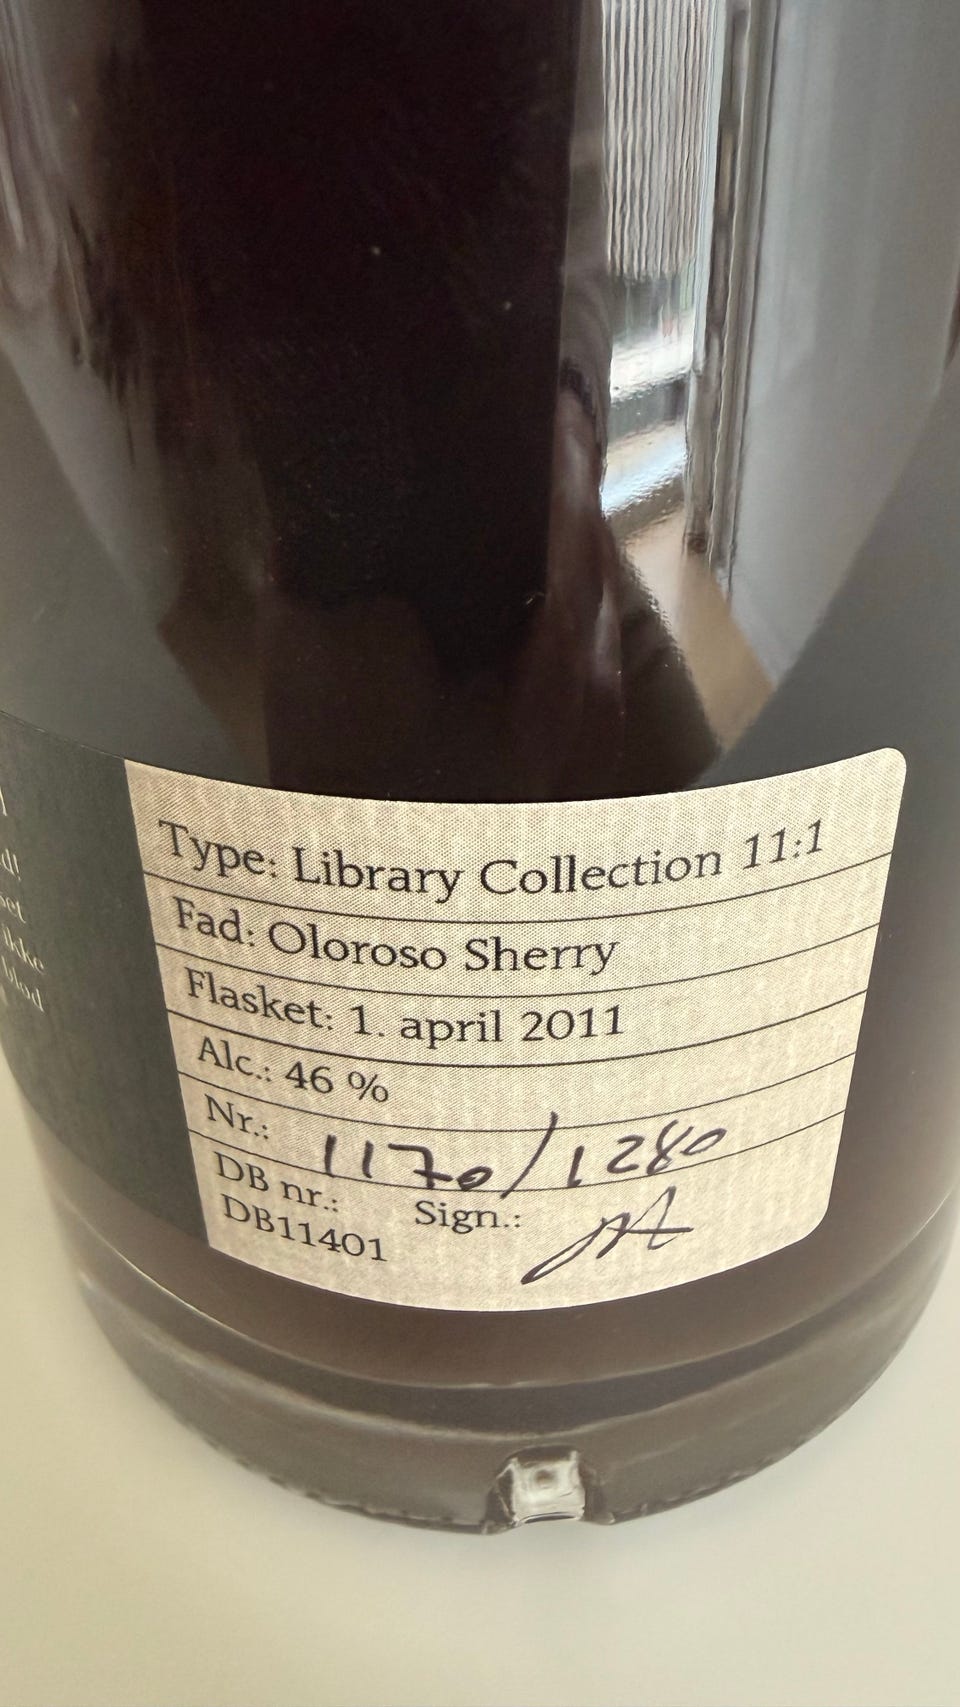 Type: Library Collection 11:1
Fad: Oloroso Sherry
Flasket: 1. april 2011
Alc.: 46 %
Nr.: 1170/1280
DB nr.: Sign.:
DB11401
ikke